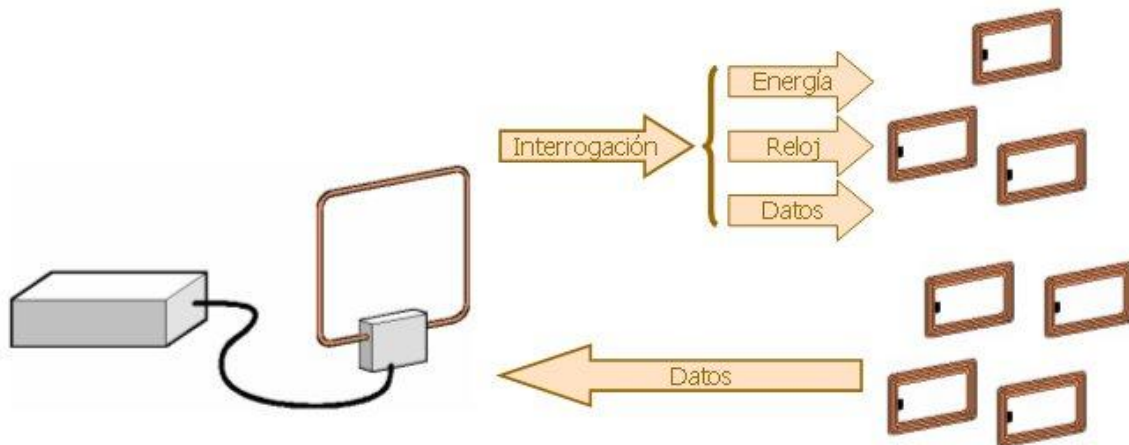 Energía
Interrogación
Reloj
Datos
Datos